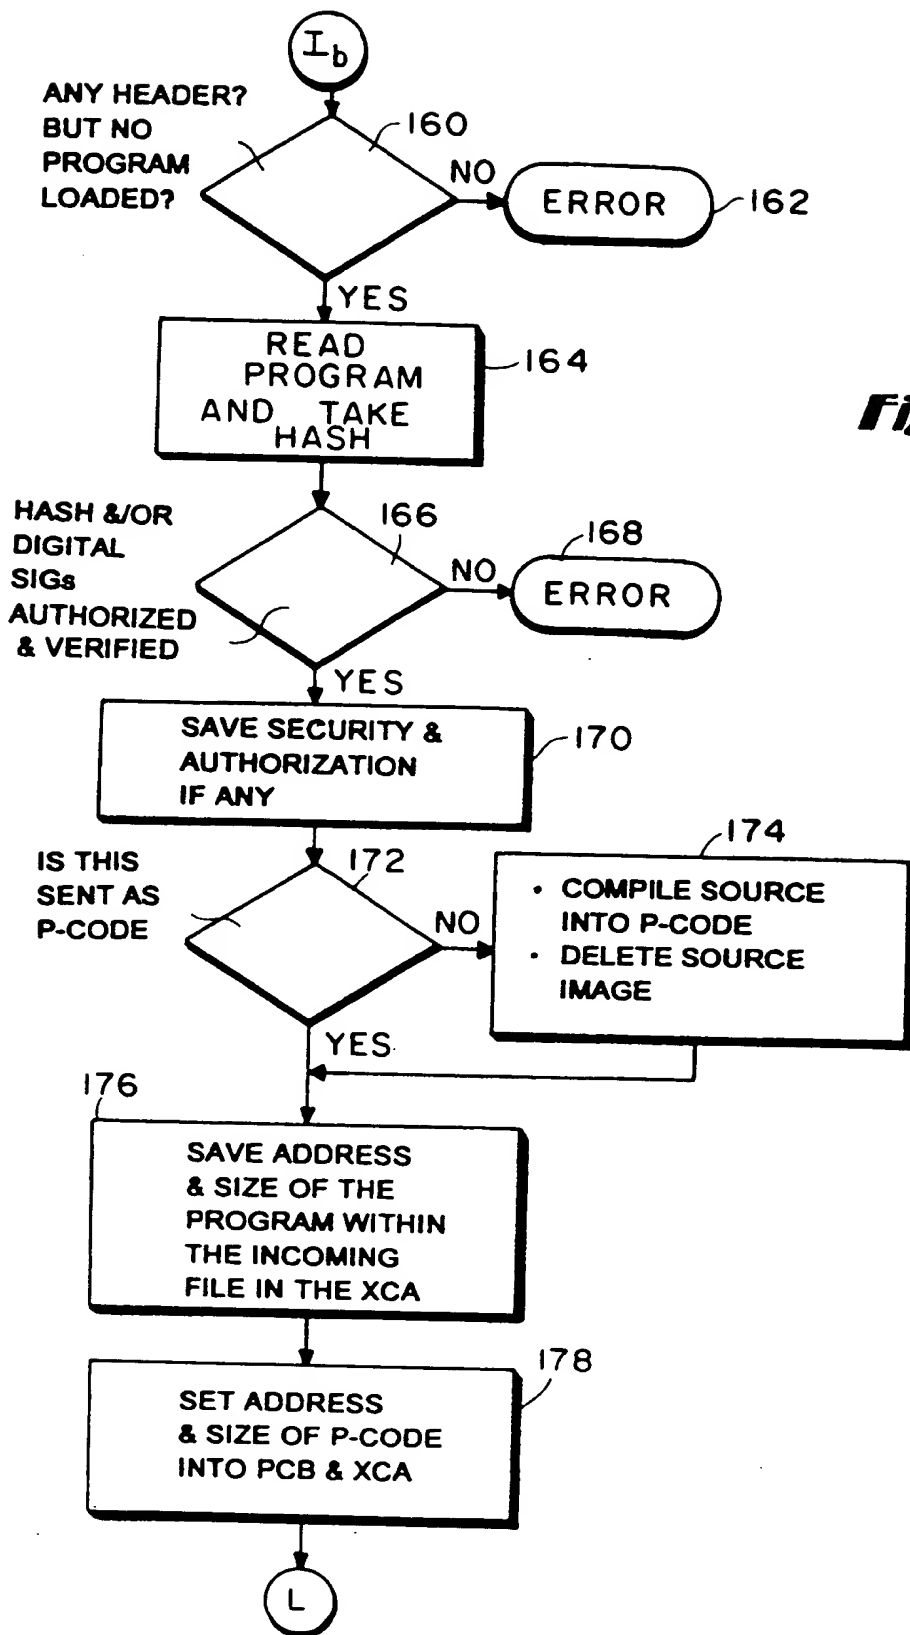 Ib
ANY HEADER?
BUT NO
PROGRAM
LOADED?
160
NO
ERROR
162
YES
READ
PROGRAM
AND TAKE
HASH
164
Fi
HASH &/OR
DIGITAL
SIGs
AUTHORIZED
& VERIFIED
166
NO
168
ERROR
YES
SAVE SECURITY &
AUTHORIZATION
IF ANY
170
IS THIS
SENT AS
P-CODE
172
NO
174
• COMPILE SOURCE
INTO P-CODE
• DELETE SOURCE
IMAGE
YES
176
SAVE ADDRESS
& SIZE OF THE
PROGRAM WITHIN
THE INCOMING
FILE IN THE XCA
178
SET ADDRESS
& SIZE OF P-CODE
INTO PCB & XCA
L